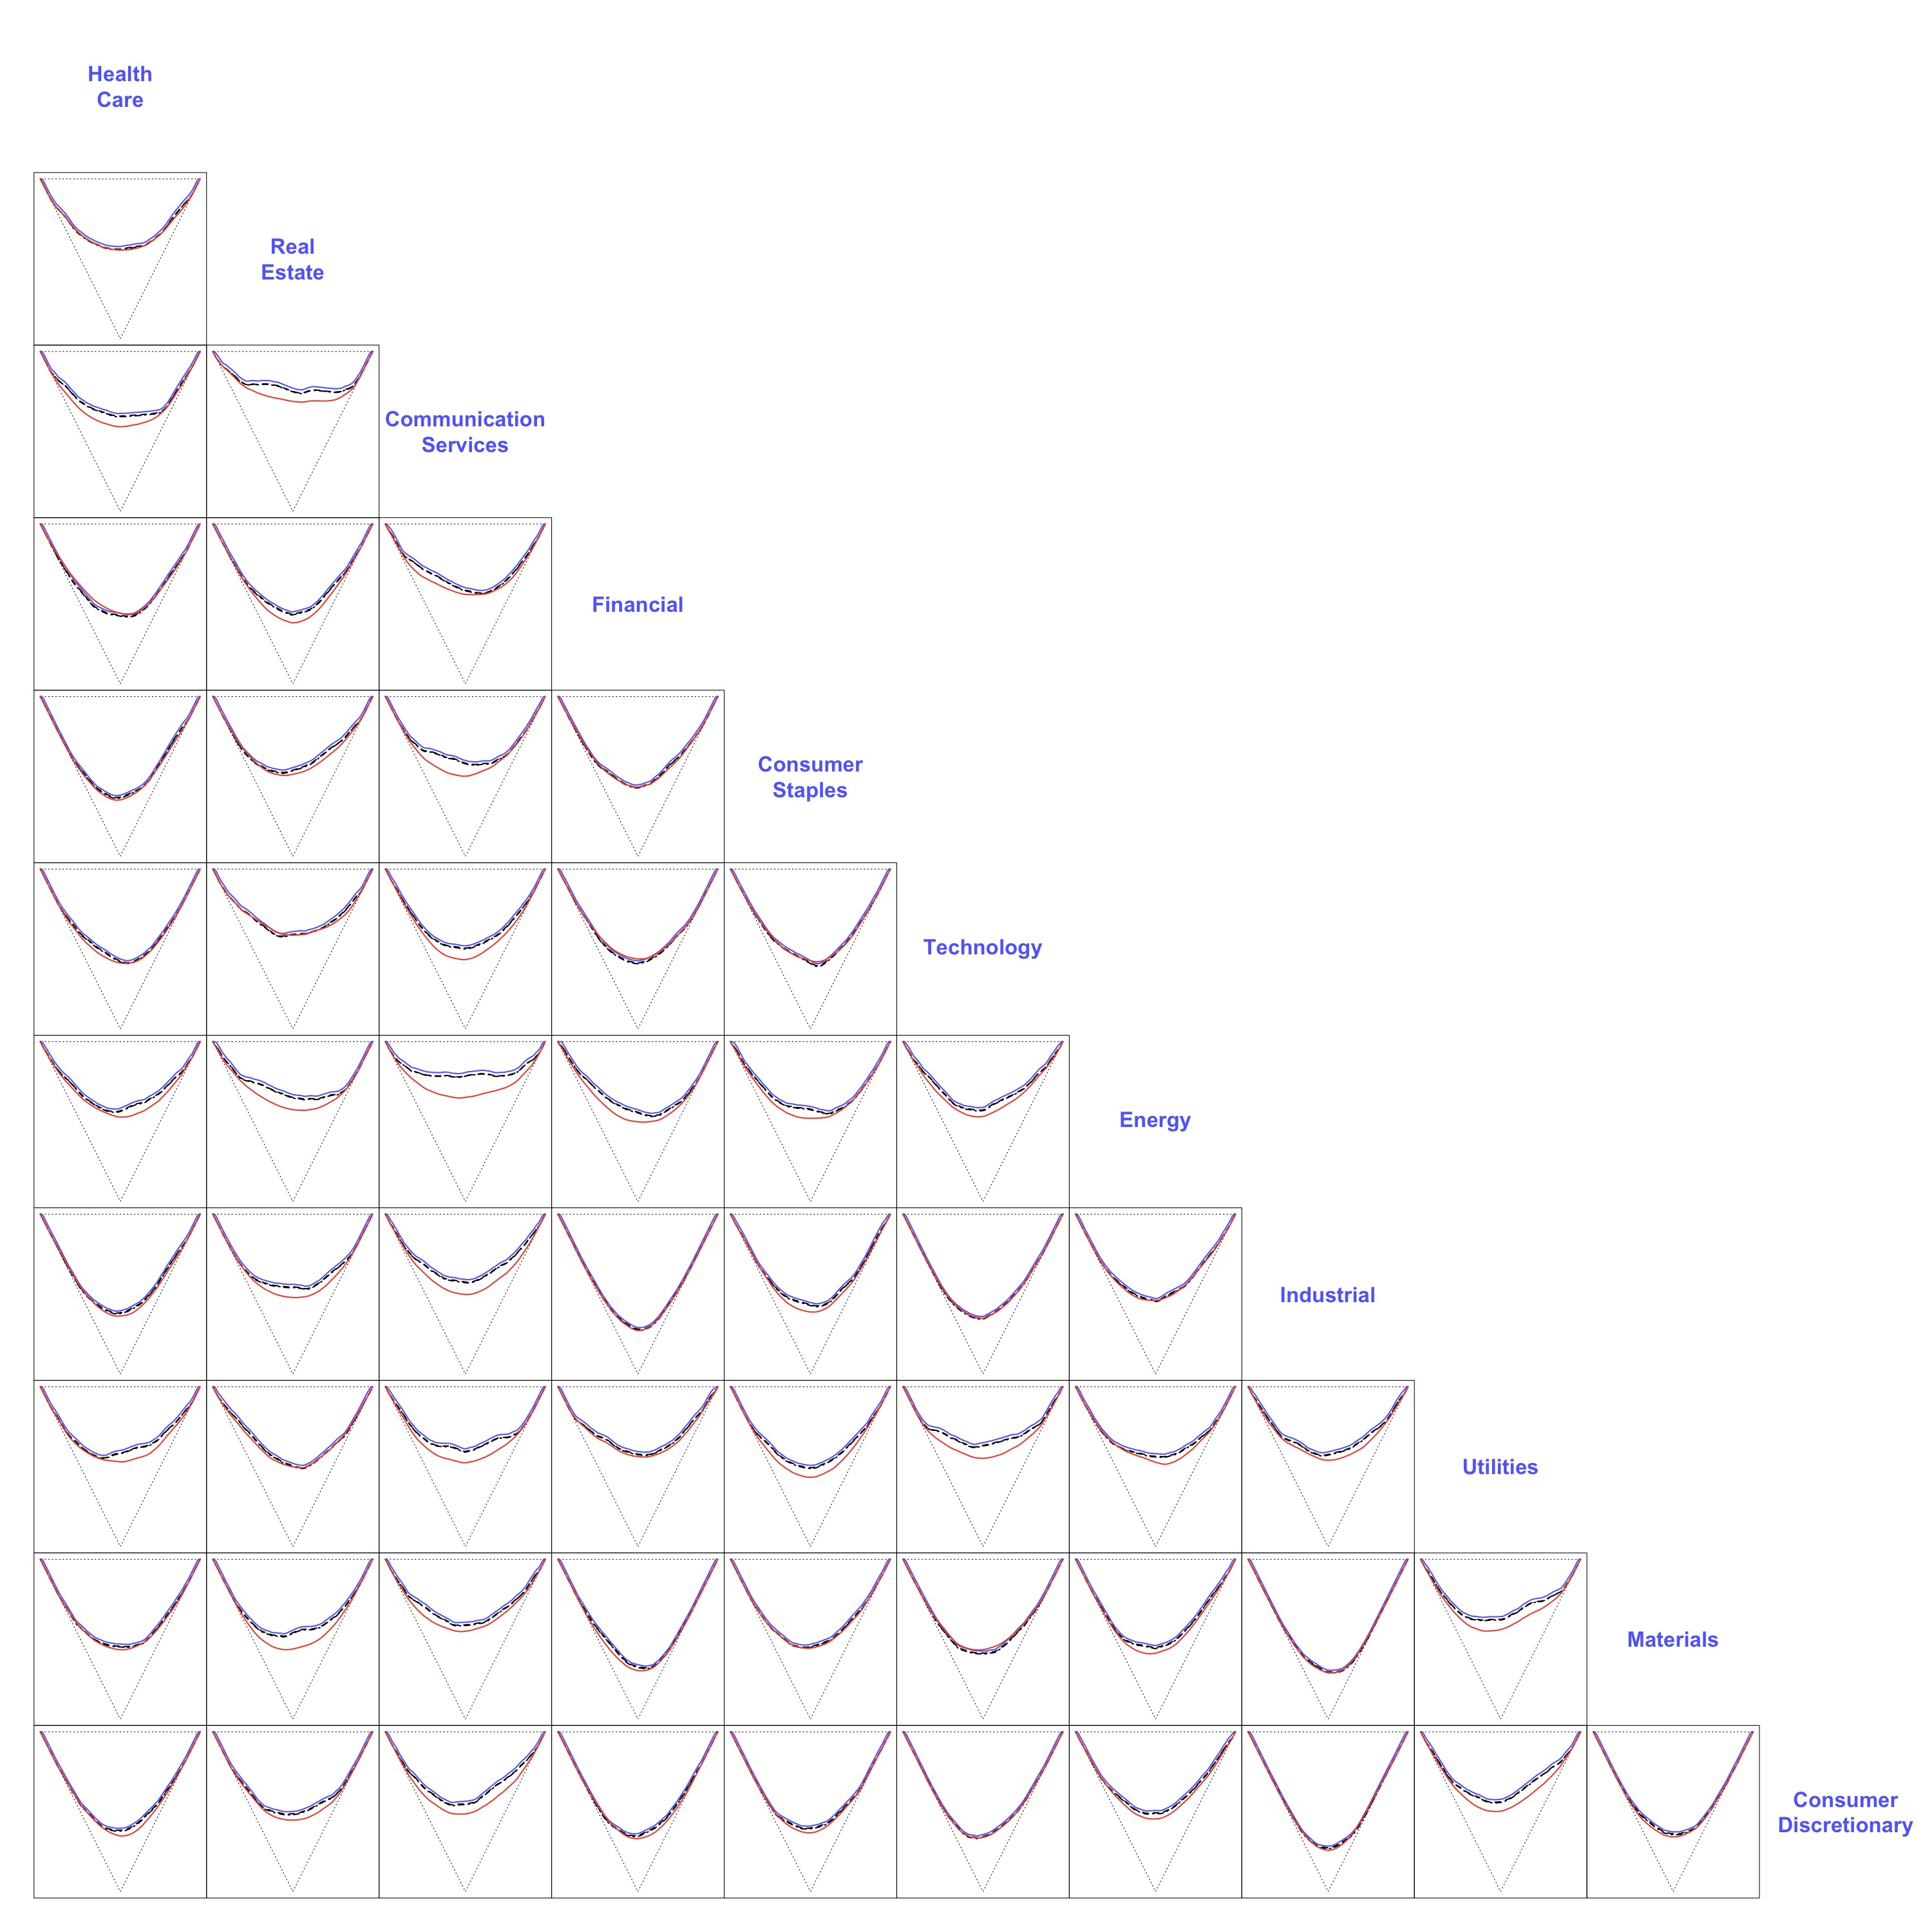 Health
Care
Real
Estate
Communication
Services
Financial
Consumer
Staples
Technology
Energy
Industrial
Utilities
Materials
Consumer
Discretionary